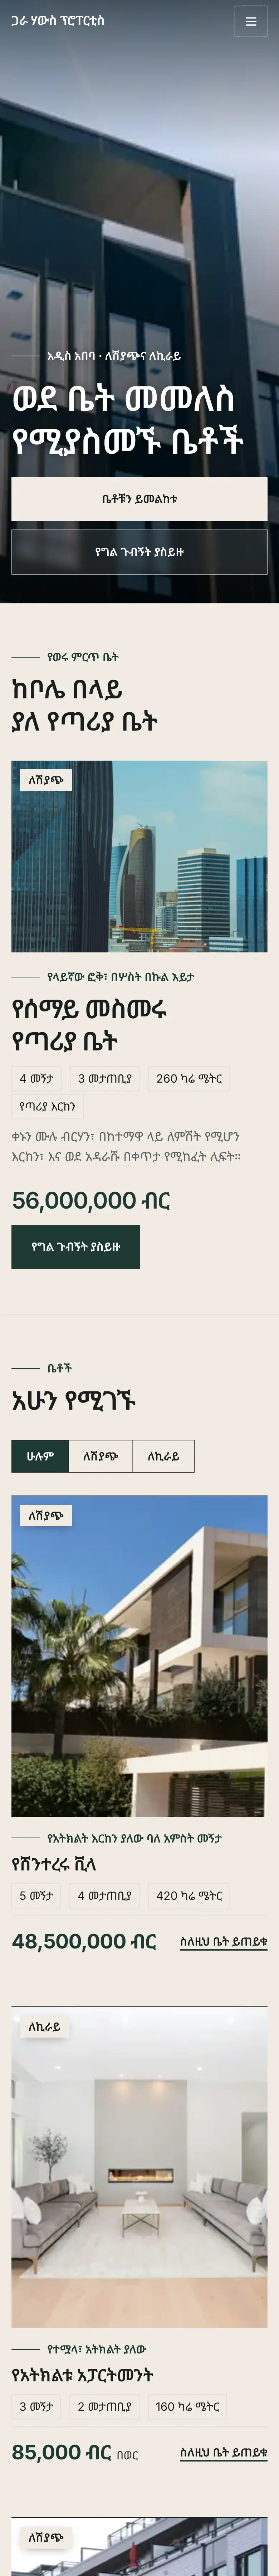 ጋራ ሃውስ ፕሮፐርቲስ
አዲስ አበባ · ለሽያጭና ለኪራይ
ወደ ቤት መመለስ
የሚያስመኙ ቤቶች
ቤቶቹን ይመልከቱ
የግል ጉብኝት ያስይዙ
የወሩ ምርጥ ቤት
ከቦሌ በላይ
ያለ የጣሪያ ቤት
ለሽያጭ
የላይኛው ፎቅ፣ በሦስት በኩል እይታ
የሰማይ መስመሩ
የጣሪያ ቤት
4 መኝታ 3 መታጠቢያ 260 ካሬ ሜትር
የጣሪያ እርከን
ቀኑን ሙሉ ብርሃን፣ በከተማዋ ላይ ለምሽት የሚሆን
እርከን፣ እና ወደ አዳራሹ በቀጥታ የሚከፈት ሊፍት።
56,000,000 ብር
የግል ጉብኝት ያስይዙ
ቤቶች
አሁን የሚገኙ
ሁሉም ለሽያጭ ለኪራይ
ለሽያጭ
የአትክልት እርከን ያለው ባለ አምስት መኝታ
የሸንተረሩ ቪላ
5 መኝታ 4 መታጠቢያ 420 ካሬ ሜትር
48,500,000 ብር ስለዚህ ቤት ይጠይቁ
ለኪራይ
የተሟላ፣ አትክልት ያለው
የአትክልቱ አፓርትመንት
3 መኝታ 2 መታጠቢያ 160 ካሬ ሜትር
85,000 ብር በወር ስለዚህ ቤት ይጠይቁ
ለሽያጭ